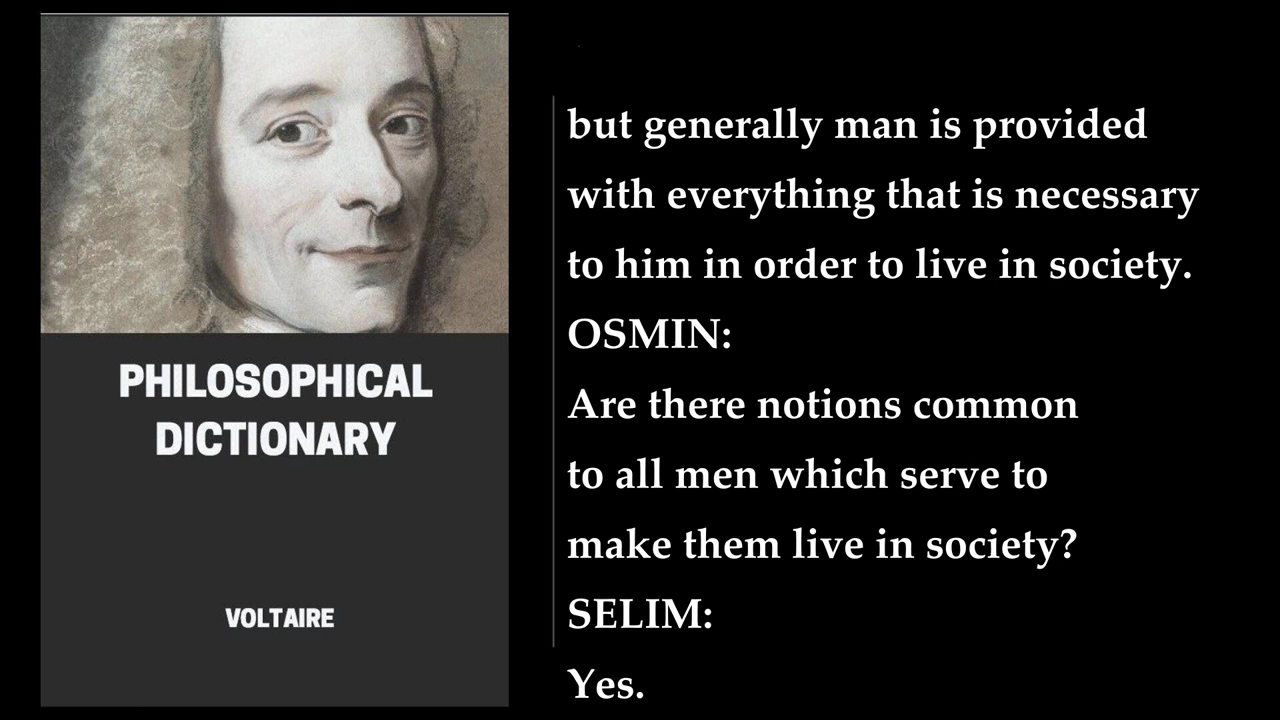 PHILOSOPHICAL
DICTIONARY
VOLTAIRE
but generally man is provided
with everything that is necessary
to him in order to live in society.
OSMIN:
Are there notions common
to all men which serve to
make them live in society?
SELIM:
Yes.